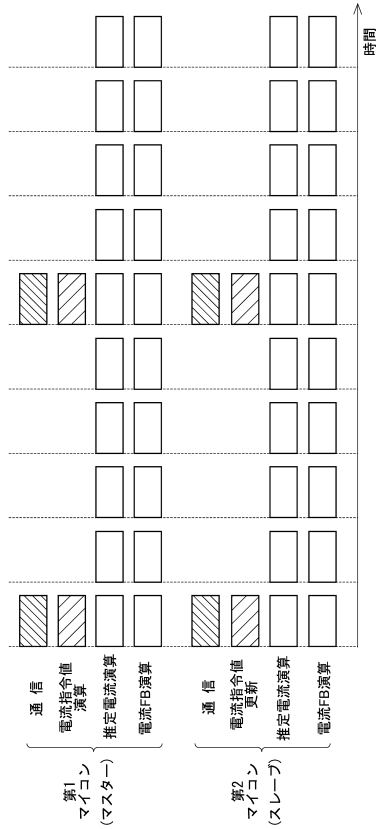 第1
マイコン
(マスター)
通 信
電流指令値
演算
推定電流演算
電流FB演算
第2
マイコン
(スレーブ)
通 信
電流指令値
更新
推定電流演算
電流FB演算
時間